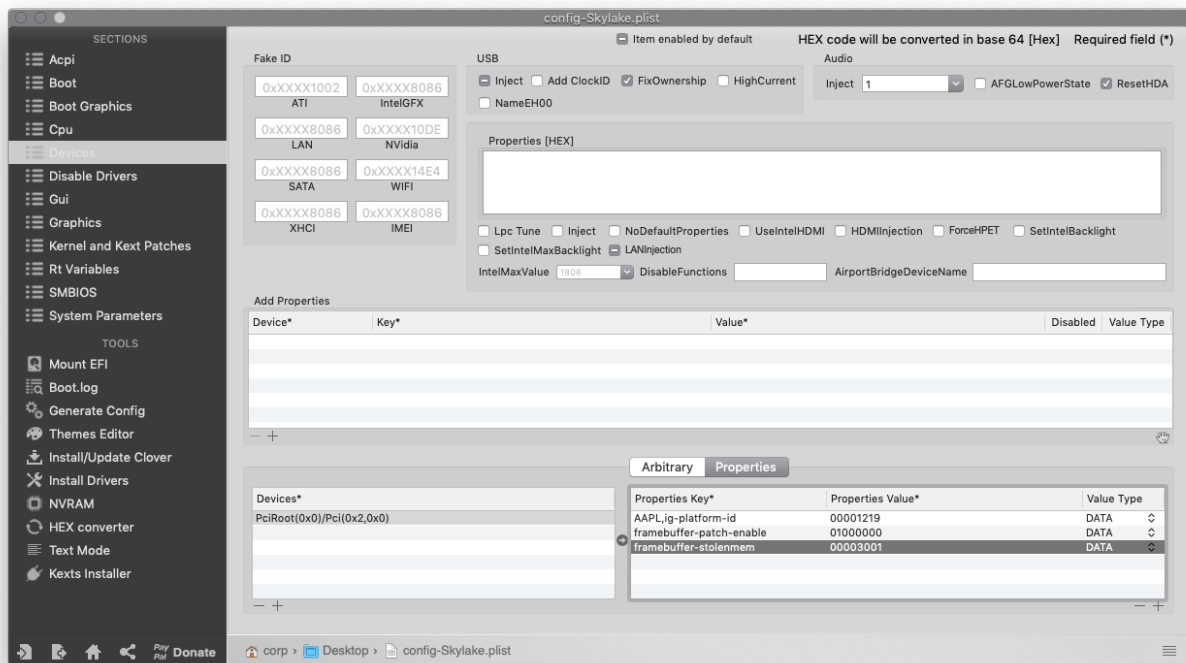 config-Skylake.plist
SECTIONS
Acpi
Boot
Boot Graphics
Cpu
Devices
Disable Drivers
Gui
Graphics
Kernel and Kext Patches
Rt Variables
SMBIOS
System Parameters
TOOLS
Mount EFI
Boot.log
Generate Config
Themes Editor
Install/Update Clover
Install Drivers
NVRAM
HEX converter
Text Mode
Kexts Installer
Pay Pal Donate
Item enabled by default HEX code will be converted in base 64 [Hex] Required field (*)
Fake ID
0xXXXX1002 0xXXXX8086
ATI IntelGFX
0xXXXX8086 0xXXXX10DE
LAN NVidia
0xXXXX8086 0xXXXX14E4
SATA WIFI
0xXXXX8086 0xXXXX8086
XHCI IMEI
USB
Inject Add ClockID FixOwnership HighCurrent
NameEH00
Audio
Inject 1 AFGLowPowerState ResetHDA
Properties [HEX]
Lpc Tune Inject NoDefaultProperties UseIntelHDMI HDMIInjection ForceHPET SetIntelBacklight
SetIntelMaxBacklight LANInjection
IntelMaxValue 1808 DisableFunctions AirportBridgeDeviceName
Add Properties
Device* Key* Value* Disabled Value Type
Arbitrary Properties
Devices*
PciRoot(0x0)/Pci(0x2,0x0)
Properties Key* Properties Value* Value Type
AAPL,ig-platform-id 00001219 DATA
framebuffer-patch-enable 01000000 DATA
framebuffer-stolenmem 00003001 DATA
corp › Desktop › config-Skylake.plist